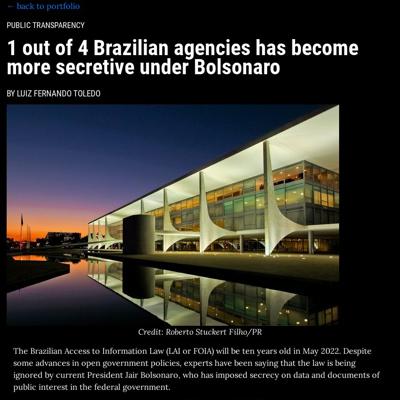 ← back to portfolio
PUBLIC TRANSPARENCY
1 out of 4 Brazilian agencies has become
more secretive under Bolsonaro
BY LUIZ FERNANDO TOLEDO
Credit: Roberto Stuckert Filho/PR
The Brazilian Access to Information Law (LAI or FOIA) will be ten years old in May 2022. Despite
some advances in open government policies, experts have been saying that the law is being
ignored by current President Jair Bolsonaro, who has imposed secrecy on data and documents of
public interest in the federal government.